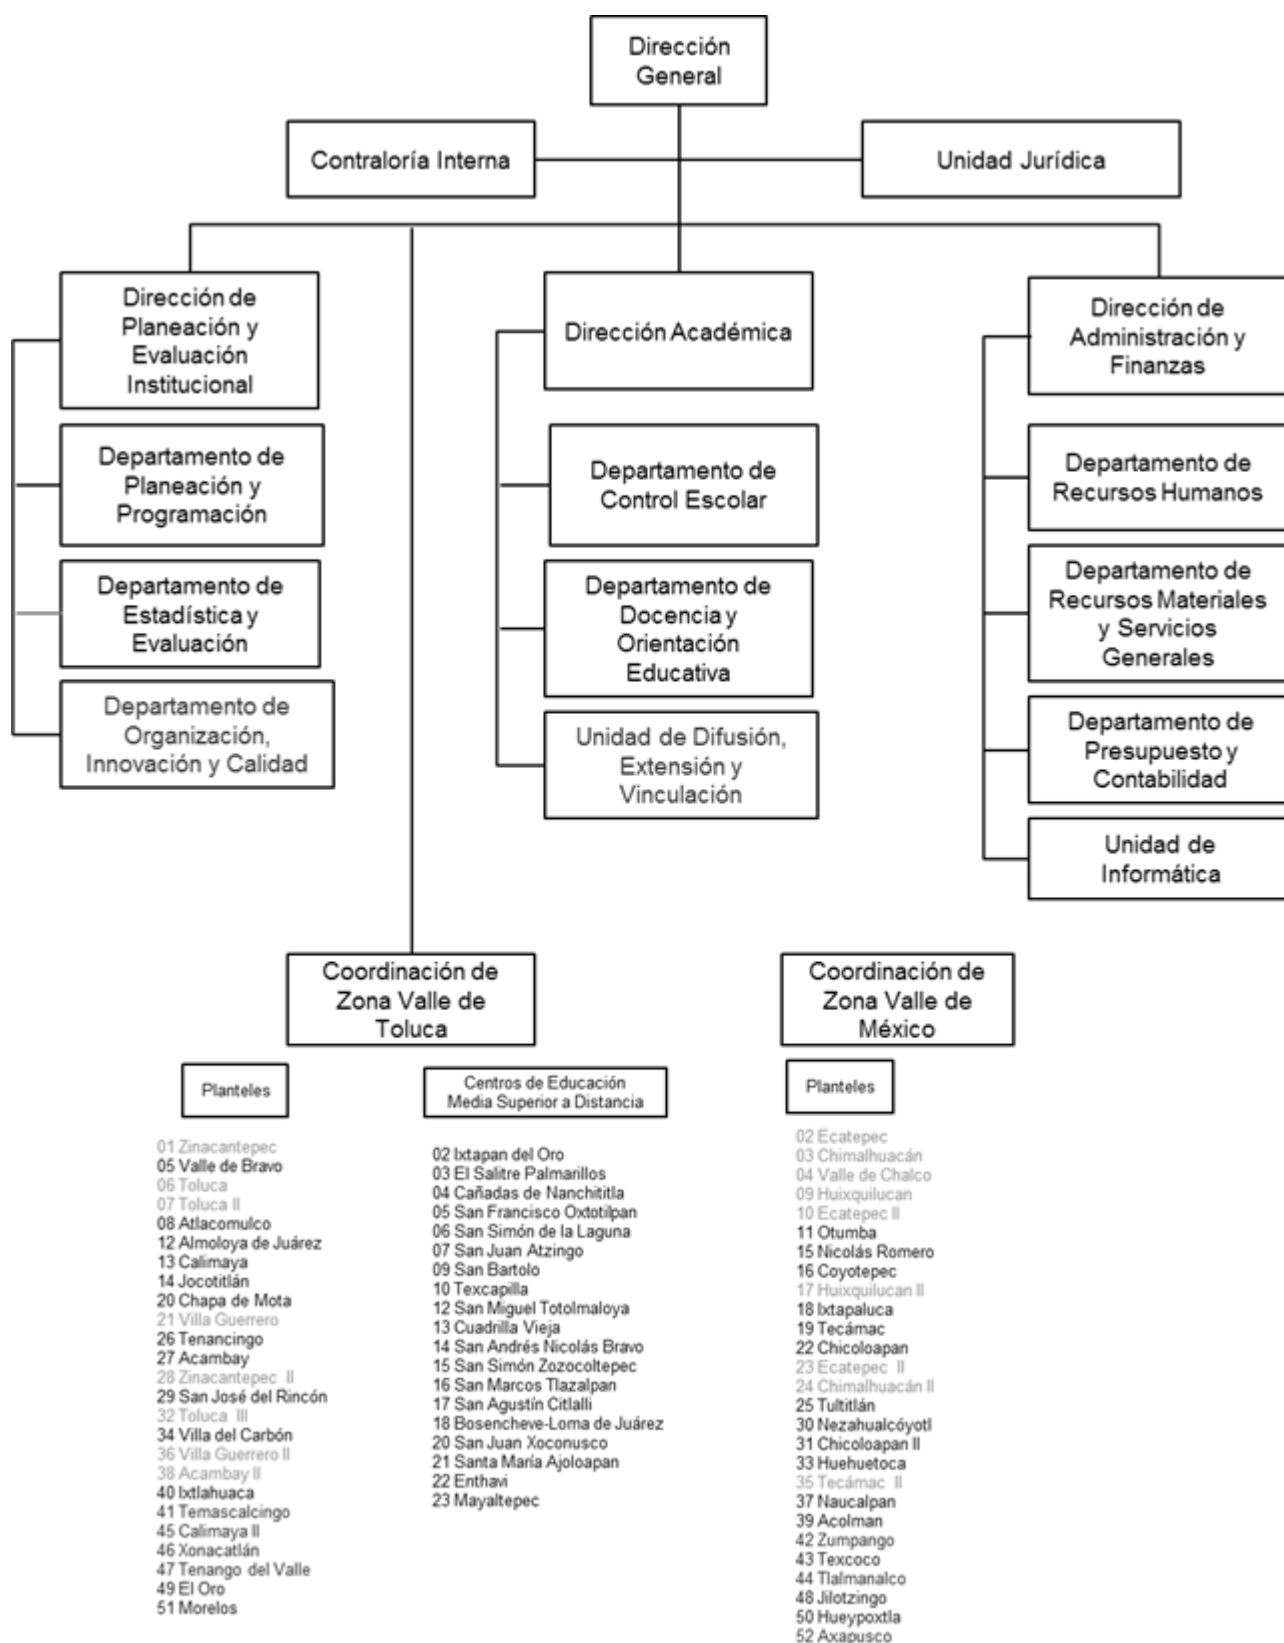 Dirección
General
Contraloría Interna
Unidad Jurídica
Dirección de
Planeación y
Evaluación
Institucional
Departamento de
Planeación y
Programación
Departamento de
Estadística y
Evaluación
Departamento de
Organización,
Innovación y Calidad
Dirección Académica
Departamento de
Control Escolar
Departamento de
Docencia y
Orientación
Educativa
Unidad de Difusión,
Extensión y
Vinculación
Dirección de
Administración y
Finanzas
Departamento de
Recursos Humanos
Departamento de
Recursos Materiales
y Servicios
Generales
Departamento de
Presupuesto y
Contabilidad
Unidad de
Informática
Coordinación de
Zona Valle de
Toluca
Planteles
01 Zinacantepec
05 Valle de Bravo
06 Toluca
07 Toluca II
08 Atlacomulco
12 Almoloya de Juárez
13 Calimaya
14 Jocotitlán
20 Chapa de Mota
21 Villa Guerrero
26 Tenancingo
27 Acambay
28 Zinacantepec II
29 San José del Rincón
32 Toluca III
34 Villa del Carbón
36 Villa Guerrero II
38 Acambay II
40 Ixtlahuaca
41 Temascalcingo
45 Calimaya II
46 Xonacatlán
47 Tenango del Valle
49 El Oro
51 Morelos
Centros de Educación
Media Superior a Distancia
02 Ixtapan del Oro
03 El Salitre Palmarillos
04 Cañadas de Nanchititla
05 San Francisco Oxtotilpan
06 San Simón de la Laguna
07 San Juan Atzingo
09 San Bartolo
10 Texcapilla
12 San Miguel Totolmaloya
13 Cuadrilla Vieja
14 San Andrés Nicolás Bravo
15 San Simón Zozocoltepec
16 San Marcos Tlazalpan
17 San Agustín Citlalli
18 Bosencheve-Loma de Juárez
20 San Juan Xoconusco
21 Santa María Ajoloapan
22 Enthavi
23 Mayaltepec
Coordinación de
Zona Valle de
México
Planteles
02 Ecatepec
03 Chimalhuacán
04 Valle de Chalco
09 Huixquilucan
10 Ecatepec II
11 Otumba
15 Nicolás Romero
16 Coyotepec
17 Huixquilucan II
18 Ixtapaluca
19 Tecámac
22 Chicoloapan
23 Ecatepec II
24 Chimalhuacán II
25 Tultitlán
30 Nezahualcóyotl
31 Chicoloapan II
33 Huehuetoca
35 Tecámac II
37 Naucalpan
39 Acolman
42 Zumpango
43 Texcoco
44 Tlalmanalco
48 Jilotzingo
50 Hueypoxtla
52 Axapusco